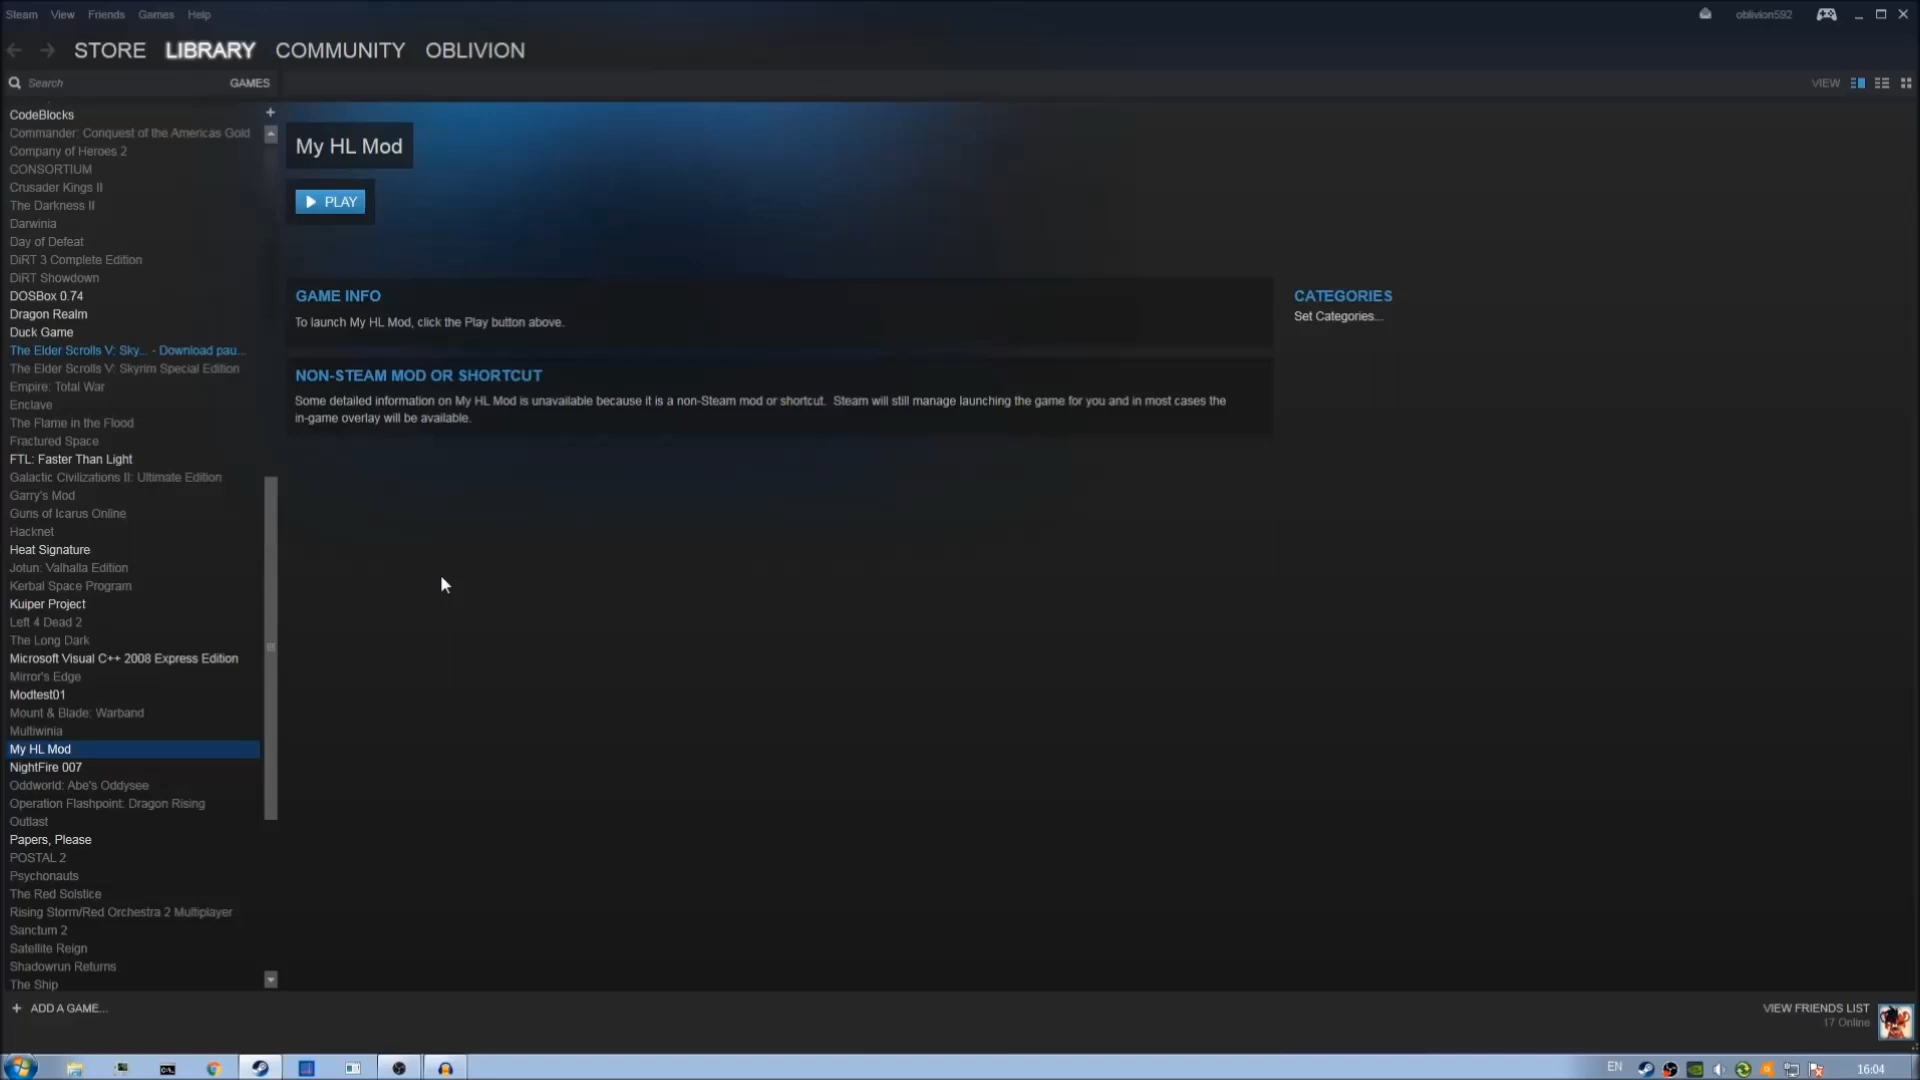 Steam View Friends Games Help
oblivion592
STORE LIBRARY COMMUNITY OBLIVION
Search GAMES
VIEW
CodeBlocks
Commander: Conquest of the Americas Gold
Company of Heroes 2
CONSORTIUM
Crusader Kings II
The Darkness II
Darwinia
Day of Defeat
DiRT 3 Complete Edition
DiRT Showdown
DOSBox 0.74
Dragon Realm
Duck Game
The Elder Scrolls V: Sky... - Download pau...
The Elder Scrolls V: Skyrim Special Edition
Empire: Total War
Enclave
The Flame in the Flood
Fractured Space
FTL: Faster Than Light
Galactic Civilizations II: Ultimate Edition
Garry's Mod
Guns of Icarus Online
Hacknet
Heat Signature
Jotun: Valhalla Edition
Kerbal Space Program
Kuiper Project
Left 4 Dead 2
The Long Dark
Microsoft Visual C++ 2008 Express Edition
Mirror's Edge
Modtest01
Mount & Blade: Warband
Multiwinia
My HL Mod
NightFire 007
Oddworld: Abe's Oddysee
Operation Flashpoint: Dragon Rising
Outlast
Papers, Please
POSTAL 2
Psychonauts
The Red Solstice
Rising Storm/Red Orchestra 2 Multiplayer
Sanctum 2
Satellite Reign
Shadowrun Returns
The Ship
+ ADD A GAME...
My HL Mod
PLAY
GAME INFO
To launch My HL Mod, click the Play button above.
NON-STEAM MOD OR SHORTCUT
Some detailed information on My HL Mod is unavailable because it is a non-Steam mod or shortcut. Steam will still manage launching the game for you and in most cases the
in-game overlay will be available.
CATEGORIES
Set Categories...
VIEW FRIENDS LIST
17 Online
EN
16:04